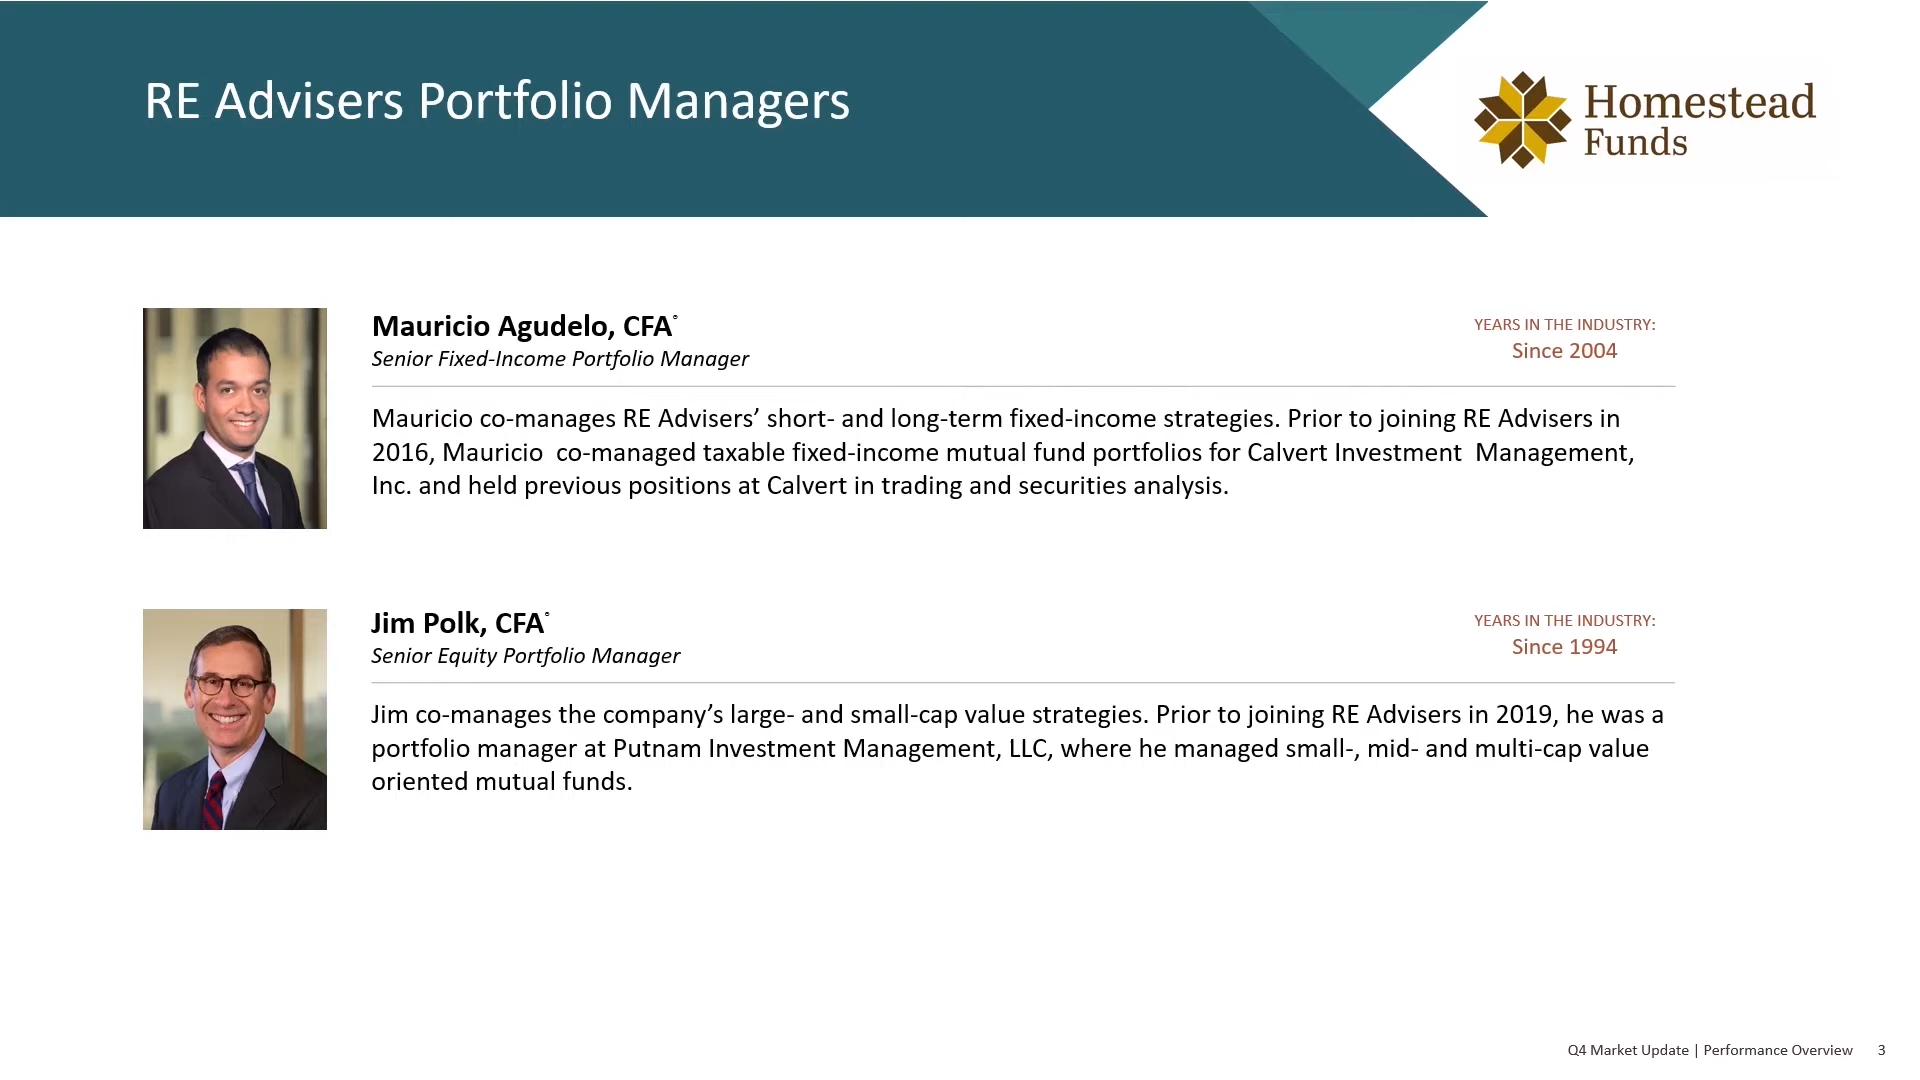 RE Advisers Portfolio Managers
Homestead
Funds
Mauricio Agudelo, CFA®
Senior Fixed-Income Portfolio Manager
YEARS IN THE INDUSTRY:
Since 2004
Mauricio co-manages RE Advisers’ short- and long-term fixed-income strategies. Prior to joining RE Advisers in
2016, Mauricio  co-managed taxable fixed-income mutual fund portfolios for Calvert Investment  Management,
Inc. and held previous positions at Calvert in trading and securities analysis.
Jim Polk, CFA®
Senior Equity Portfolio Manager
YEARS IN THE INDUSTRY:
Since 1994
Jim co-manages the company’s large- and small-cap value strategies. Prior to joining RE Advisers in 2019, he was a
portfolio manager at Putnam Investment Management, LLC, where he managed small-, mid- and multi-cap value
oriented mutual funds.
Q4 Market Update | Performance Overview 3